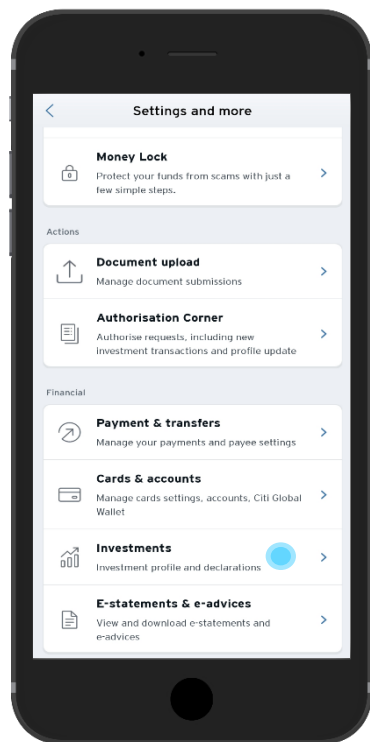 Settings and more
Money Lock
Protect your funds from scams with just a
few simple steps.
Actions
Document upload
Manage document submissions
Authorisation Corner
Authorise requests, including new
investment transactions and profile update
Financial
Payment & transfers
Manage your payments and payee settings
Cards & accounts
Manage cards settings, accounts, Citi Global
Wallet
Investments
Investment profile and declarations
E-statements & e-advices
View and download e-statements and
e-advices